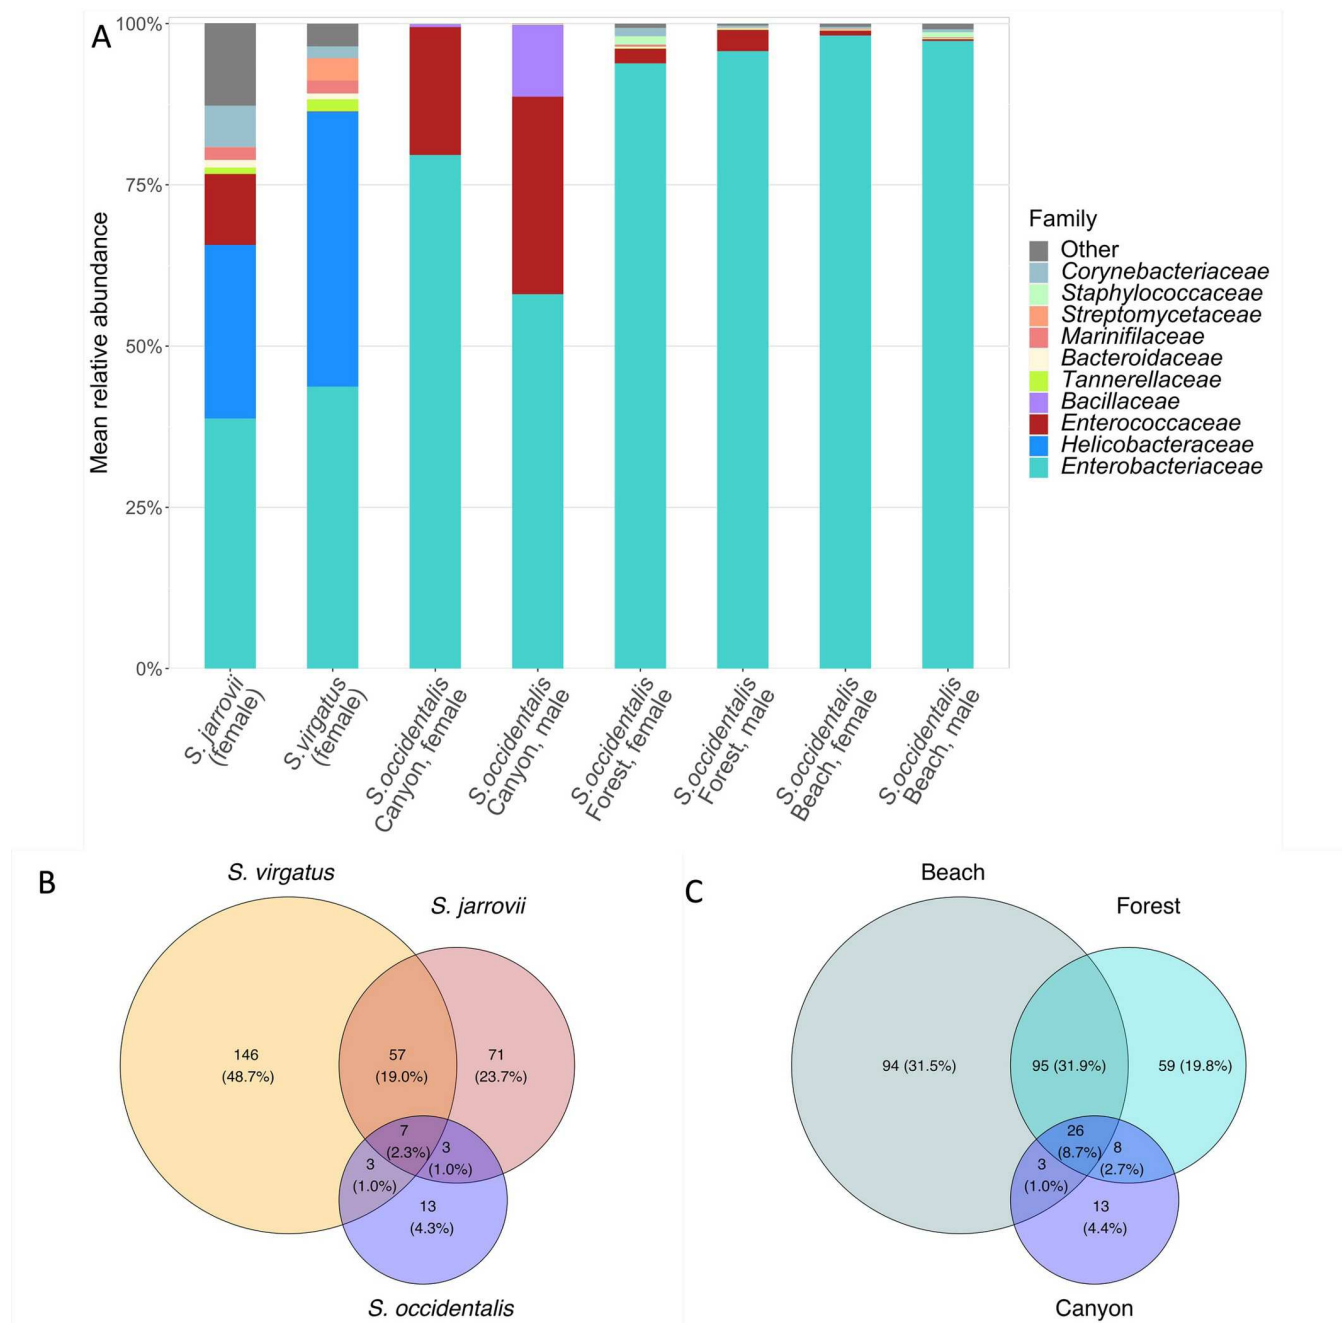 A
Mean relative abundance
100%
75%
50%
25%
0%
S. jarrovii
(female)
S.virgatus
(female)
S.occidentalis
Canyon, female
S.occidentalis
Canyon, male
S.occidentalis
Forest, female
S.occidentalis
Forest, male
S.occidentalis
Beach, female
S.occidentalis
Beach, male
Family
Other
Corynebacteriaceae
Staphylococcaceae
Streptomycetaceae
Marinifilaceae
Bacteroidaceae
Tannerellaceae
Bacillaceae
Enterococcaceae
Helicobacteraceae
Enterobacteriaceae
B
S. virgatus
S. jarrovii
146
(48.7%)
57
(19.0%)
71
(23.7%)
7
(2.3%)
3
(1.0%)
3
(1.0%)
13
(4.3%)
S. occidentalis
C
Beach
Forest
94 (31.5%)
95 (31.9%)
59 (19.8%)
26
(8.7%)
8
(2.7%)
3
(1.0%)
13
(4.4%)
Canyon